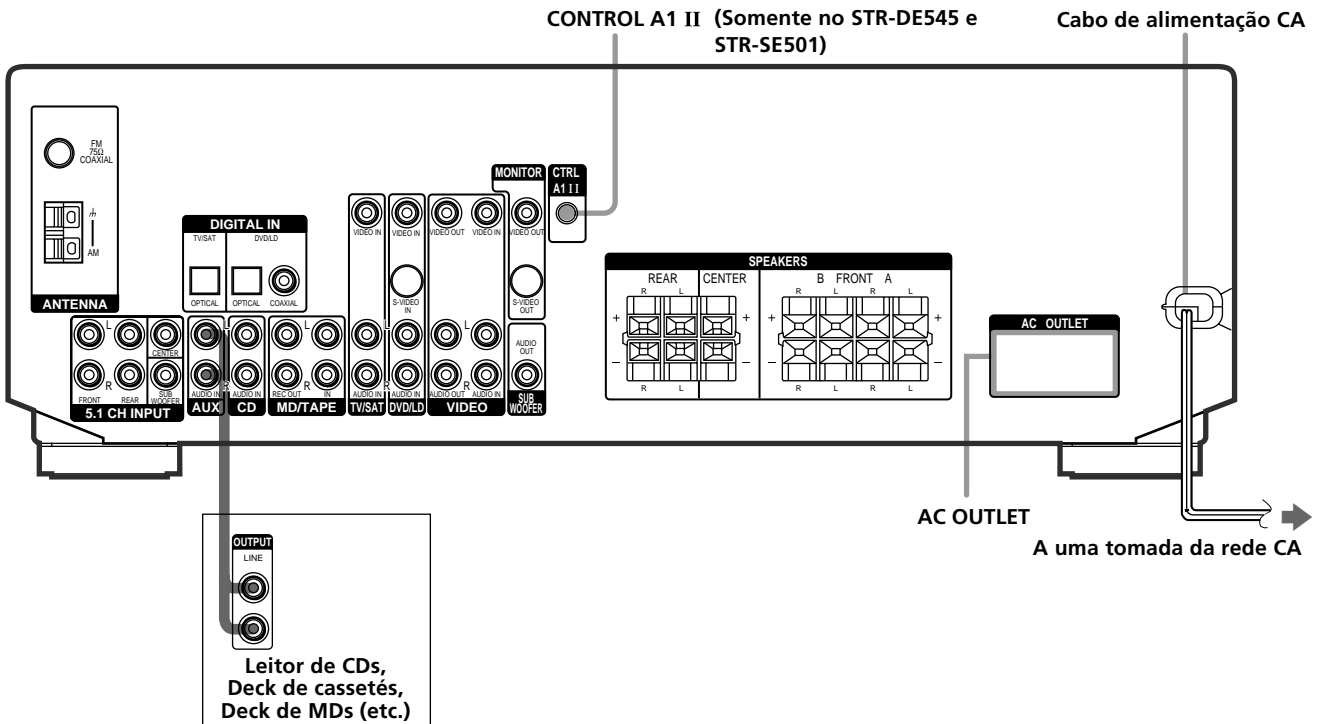 CONTROL A1 II (Somente no STR-DE545 e
STR-SE501)
Cabo de alimentação CA
FM
75Ω
COAXIAL
AM
ANTENNA
DIGITAL IN
TV/SAT
DVD/LD
OPTICAL
OPTICAL
COAXIAL
MONITOR
CTRL
A1 II
VIDEO IN
VIDEO IN
VIDEO OUT
VIDEO IN
VIDEO OUT
S-VIDEO
IN
S-VIDEO
OUT
AUDIO
OUT
SUB
WOOFER
L
CENTER
L
L
L
L
R
R
R
R
R
FRONT
REAR
SUB
WOOFER
AUDIO IN
AUDIO IN
REC OUT
IN
AUDIO IN
AUDIO IN
AUDIO OUT
AUDIO IN
5.1 CH INPUT
AUX
CD
MD/TAPE
TV/SAT
DVD/LD
VIDEO
SPEAKERS
REAR
CENTER
B FRONT A
R L
R L R L
+ +
+ +
– –
– –
R L
R L R L
AC OUTLET
AC OUTLET
A uma tomada da rede CA
OUTPUT
LINE
Leitor de CDs,
Deck de cassetés,
Deck de MDs (etc.)